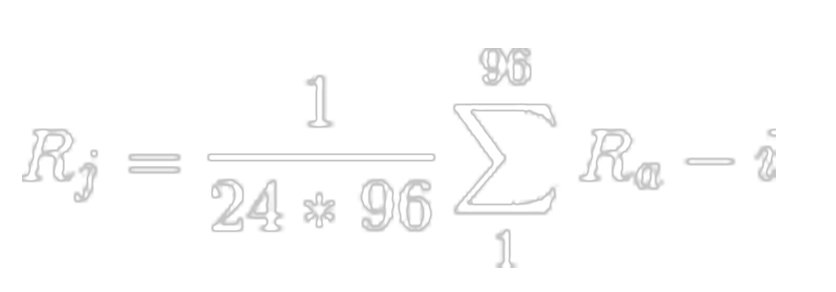 R_j = \frac{1}{24 * 96} \sum_{1}^{96} R_a -